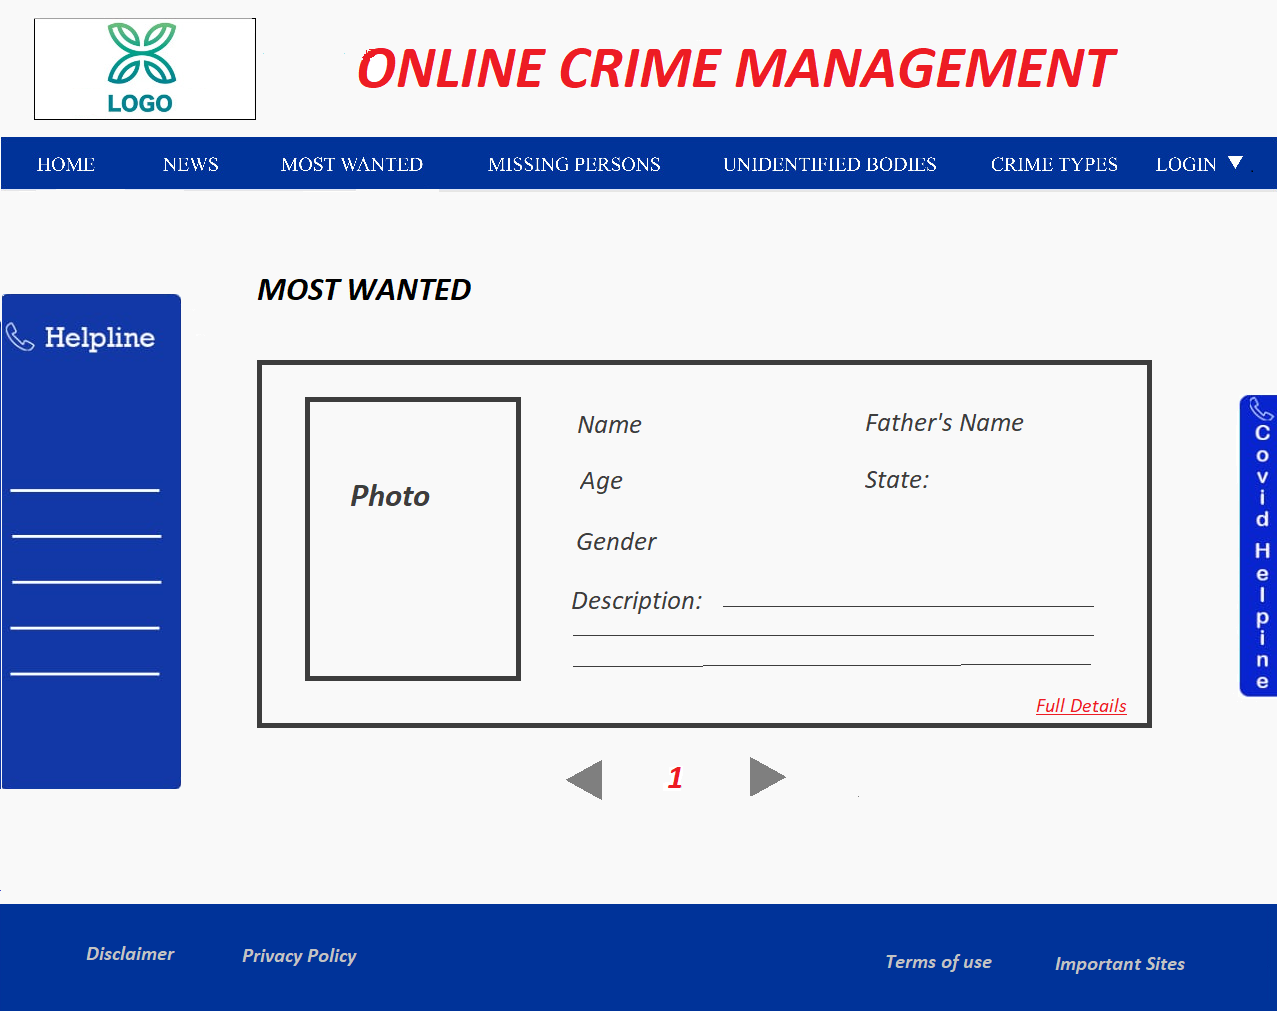 LOGO
ONLINE CRIME MANAGEMENT
HOME NEWS MOST WANTED MISSING PERSONS UNIDENTIFIED BODIES CRIME TYPES LOGIN
MOST WANTED
Helpline
Photo
Name Father's Name
Age State:
Gender
Description:
Full Details
1
Covid Helpine
Disclaimer Privacy Policy Terms of use Important Sites